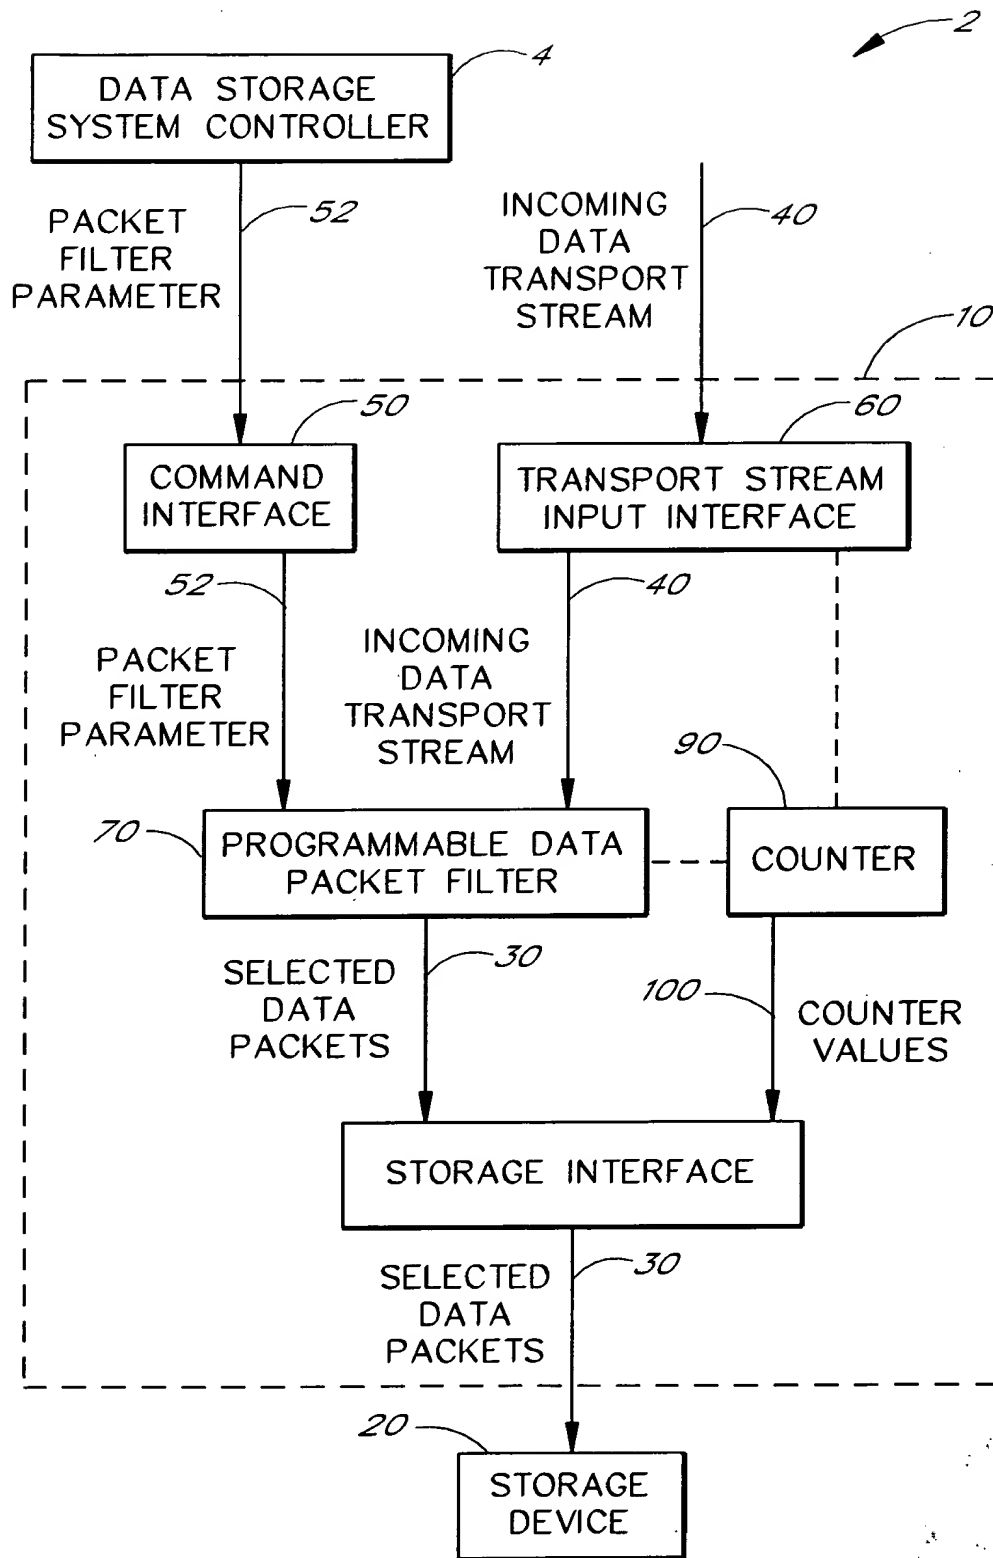 2
4
DATA STORAGE
SYSTEM CONTROLLER
52
PACKET
FILTER
PARAMETER
40
INCOMING
DATA
TRANSPORT
STREAM
10
50
COMMAND
INTERFACE
60
TRANSPORT STREAM
INPUT INTERFACE
52
PACKET
FILTER
PARAMETER
40
INCOMING
DATA
TRANSPORT
STREAM
70
PROGRAMMABLE DATA
PACKET FILTER
90
COUNTER
30
SELECTED
DATA
PACKETS
100
COUNTER
VALUES
STORAGE INTERFACE
30
SELECTED
DATA
PACKETS
20
STORAGE
DEVICE